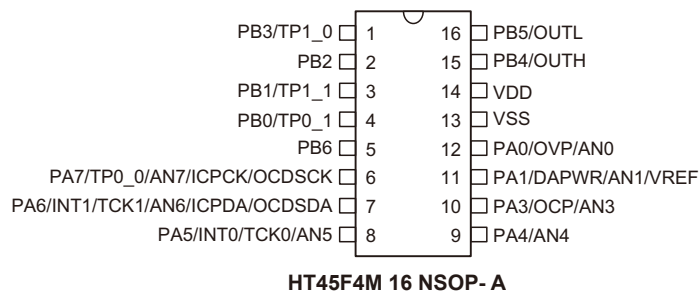 PB3/TP1_0 1 16 PB5/OUTL
PB2 2 15 PB4/OUTH
PB1/TP1_1 3 14 VDD
PB0/TP0_1 4 13 VSS
PB6 5 12 PA0/OVP/AN0
PA7/TP0_0/AN7/ICPCK/OCDSCK 6 11 PA1/DAPWR/AN1/VREF
PA6/INT1/TCK1/AN6/ICPDA/OCDSDA 7 10 PA3/OCP/AN3
PA5/INT0/TCK0/AN5 8 9 PA4/AN4
HT45F4M 16 NSOP- A